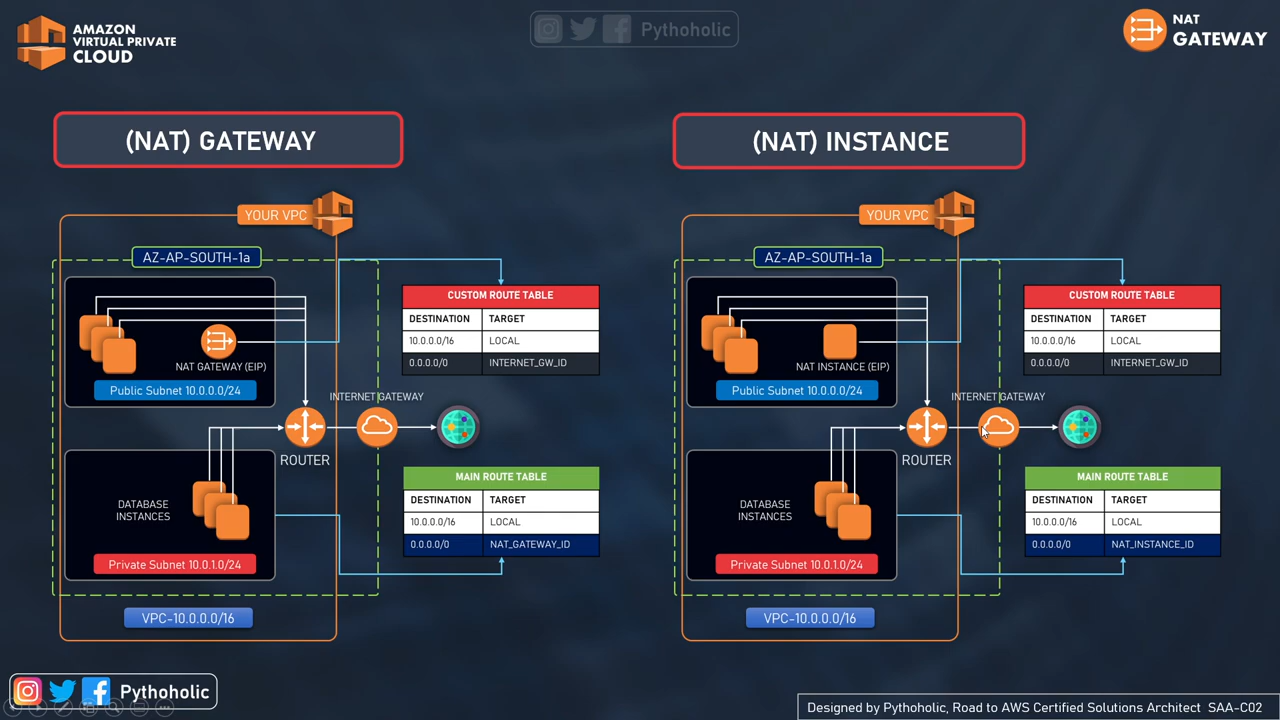 AMAZON
VIRTUAL PRIVATE
CLOUD
Pythoholic
NAT
GATEWAY
(NAT) GATEWAY
YOUR VPC
AZ-AP-SOUTH-1a
NAT GATEWAY (EIP)
Public Subnet 10.0.0.0/24
CUSTOM ROUTE TABLE
DESTINATION TARGET
10.0.0.0/16 LOCAL
0.0.0.0/0 INTERNET_GW_ID
INTERNET GATEWAY
ROUTER
DATABASE
INSTANCES
Private Subnet 10.0.1.0/24
MAIN ROUTE TABLE
DESTINATION TARGET
10.0.0.0/16 LOCAL
0.0.0.0/0 NAT_GATEWAY_ID
VPC-10.0.0.0/16
(NAT) INSTANCE
YOUR VPC
AZ-AP-SOUTH-1a
NAT INSTANCE (EIP)
Public Subnet 10.0.0.0/24
CUSTOM ROUTE TABLE
DESTINATION TARGET
10.0.0.0/16 LOCAL
0.0.0.0/0 INTERNET_GW_ID
INTERNET GATEWAY
ROUTER
DATABASE
INSTANCES
Private Subnet 10.0.1.0/24
MAIN ROUTE TABLE
DESTINATION TARGET
10.0.0.0/16 LOCAL
0.0.0.0/0 NAT_INSTANCE_ID
VPC-10.0.0.0/16
Pythoholic
Designed by Pythoholic, Road to AWS Certified Solutions Architect SAA-C02